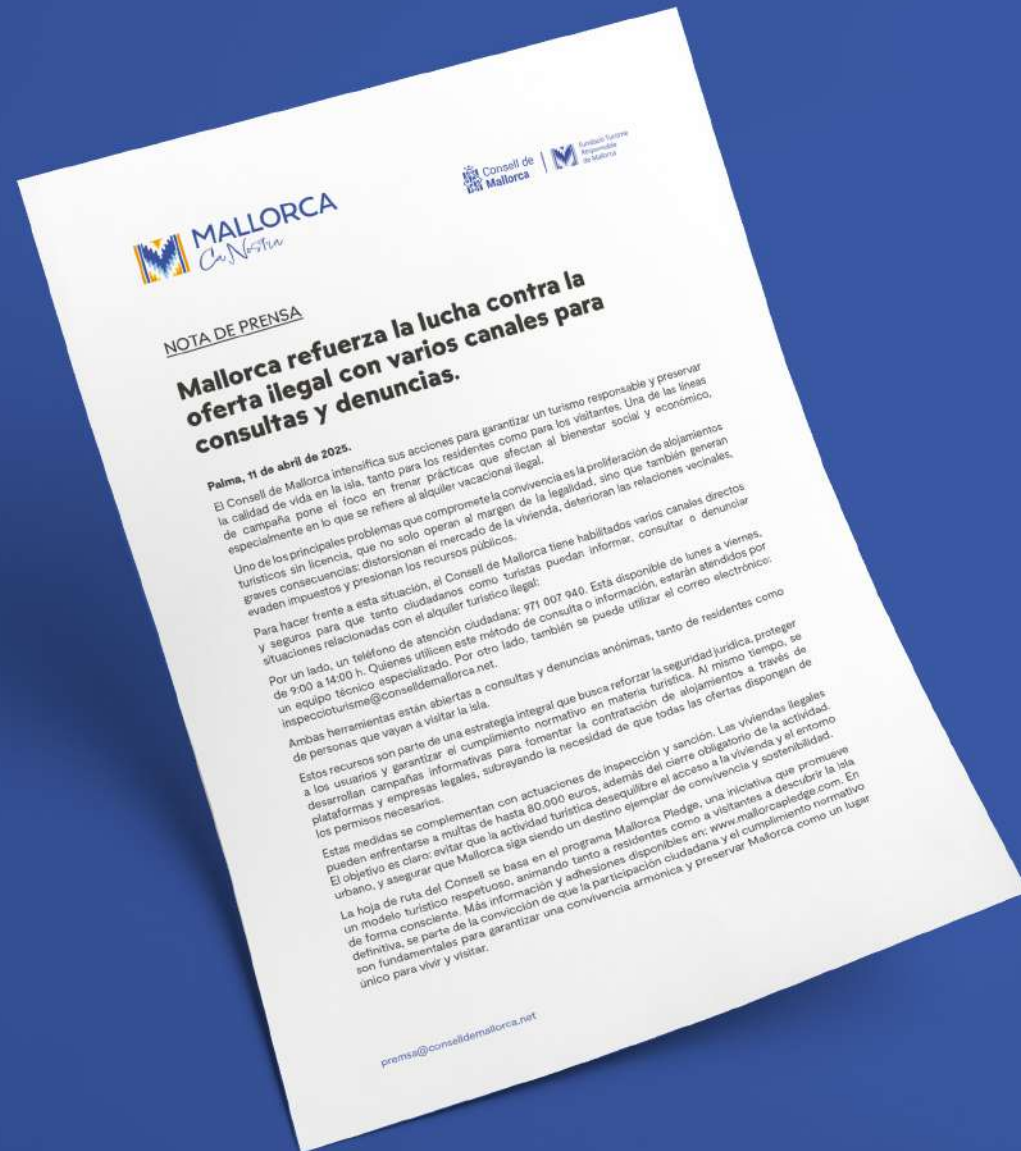 MALLORCA
Ca Nostra
Consell de
Mallorca
Fundació Turisme
Responsable
de Mallorca
NOTA DE PRENSA
Mallorca refuerza la lucha contra la
oferta ilegal con varios canales para
consultas y denuncias.
Palma, 11 de abril de 2025.
El Consell de Mallorca intensifica sus acciones para garantizar un turismo responsable y preservar
la calidad de vida en la isla, tanto para los residentes como para los visitantes. Una de las líneas
de campaña pone el foco en frenar prácticas que afectan al bienestar social y económico,
especialmente en lo que se refiere al alquiler vacacional ilegal.
Uno de los principales problemas que compromete la convivencia es la proliferación de alojamientos
turísticos sin licencia, que no solo operan al margen de la legalidad, sino que también generan
graves consecuencias: distorsionan el mercado de la vivienda, deterioran las relaciones vecinales,
evaden impuestos y presionan los recursos públicos.
Para hacer frente a esta situación, el Consell de Mallorca tiene habilitados varios canales directos
y seguros para que tanto ciudadanos como turistas puedan informar, consultar o denunciar
situaciones relacionadas con el alquiler turístico ilegal:
Por un lado, un teléfono de atención ciudadana: 971 007 940. Está disponible de lunes a viernes,
de 9:00 a 14:00 h. Quienes utilicen este método de consulta o información, estarán atendidos por
un equipo técnico especializado. Por otro lado, también se puede utilizar el correo electrónico:
inspeccioturisme@conselldemallorca.net.
Ambas herramientas están abiertas a consultas y denuncias anónimas, tanto de residentes como
de personas que vayan a visitar la isla.
Estos recursos son parte de una estrategia integral que busca reforzar la seguridad jurídica, proteger
a los usuarios y garantizar el cumplimiento normativo en materia turística. Al mismo tiempo, se
desarrollan campañas informativas para fomentar la contratación de alojamientos a través de
plataformas y empresas legales, subrayando la necesidad de que todas las ofertas dispongan de
los permisos necesarios.
Estas medidas se complementan con actuaciones de inspección y sanción. Las viviendas ilegales
pueden enfrentarse a multas de hasta 80.000 euros, además del cierre obligatorio de la actividad.
El objetivo es claro: evitar que la actividad turística desequilibre el acceso a la vivienda y el entorno
urbano, y asegurar que Mallorca siga siendo un destino ejemplar de convivencia y sostenibilidad.
La hoja de ruta del Consell se basa en el programa Mallorca Pledge, una iniciativa que promueve
un modelo turístico respetuoso, animando tanto a residentes como a visitantes a descubrir la isla
de forma consciente. Más información y adhesiones disponibles en: www.mallorcapledge.com. En
definitiva, se parte de la convicción de que la participación ciudadana y el cumplimiento normativo
son fundamentales para garantizar una convivencia armónica y preservar Mallorca como un lugar
único para vivir y visitar.
premsa@conselldemallorca.net